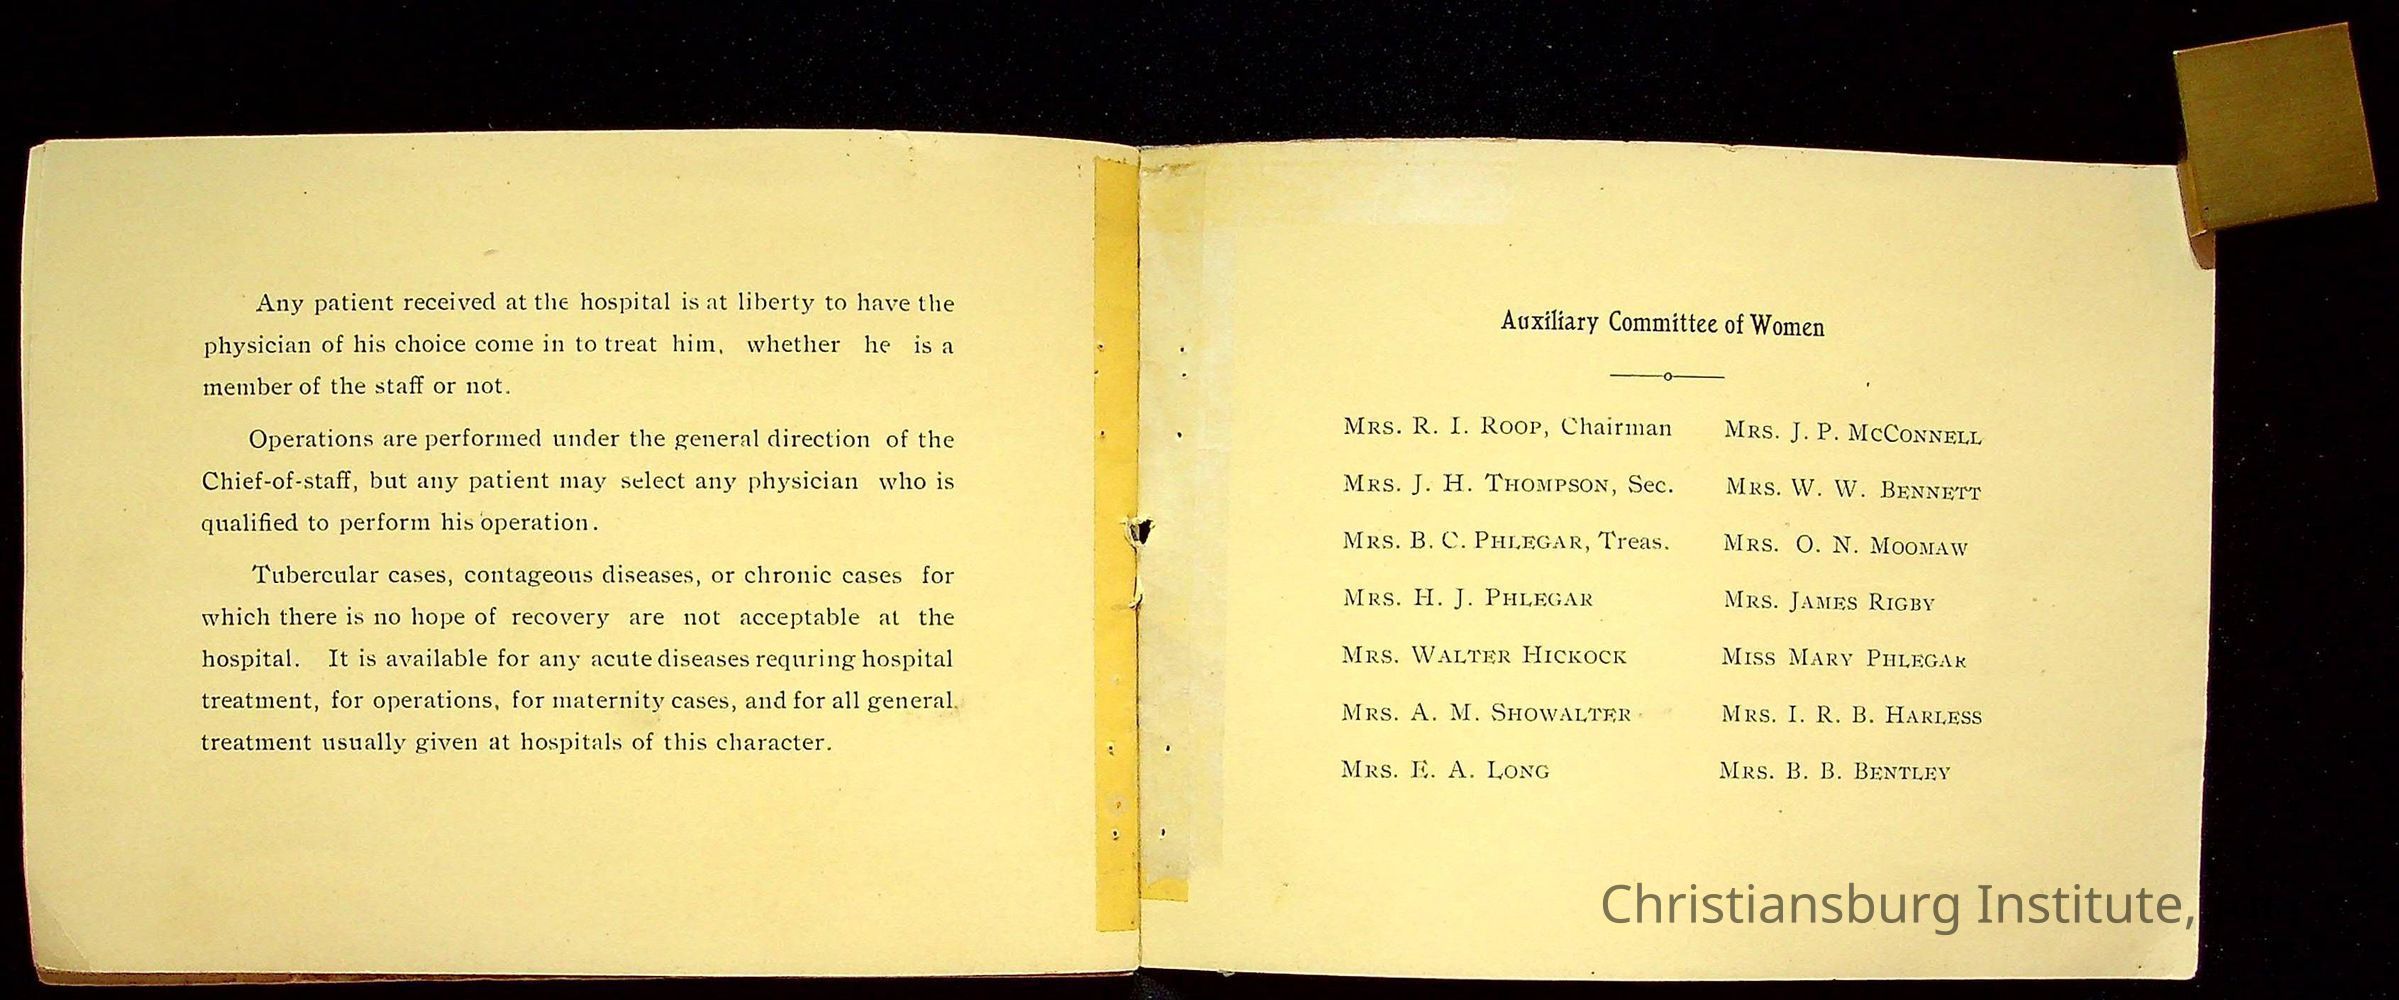 Any patient received at the hospital is at liberty to have the
physician of his choice come in to treat him, whether he is a
member of the staff or not.
Operations are performed under the general direction of the
Chief-of-staff, but any patient may select any physician who is
qualified to perform his operation.
Tubercular cases, contageous diseases, or chronic cases for
which there is no hope of recovery are not acceptable at the
hospital. It is available for any acute diseases requring hospital
treatment, for operations, for maternity cases, and for all general
treatment usually given at hospitals of this character.
Auxiliary Committee of Women
MRS. R. I. ROOP, Chairman
MRS. J. H. THOMPSON, Sec.
MRS. B. C. PHLEGAR, Treas.
MRS. H. J. PHLEGAR
MRS. WALTER HICKOCK
MRS. A. M. SHOWALTER
MRS. E. A. LONG
MRS. J. P. MCCONNELL
MRS. W. W. BENNETT
MRS. O. N. MOOMAW
MRS. JAMES RIGBY
MISS MARY PHLEGAR
MRS. I. R. B. HARLESS
MRS. B. B. BENTLEY
Christiansburg Institute,